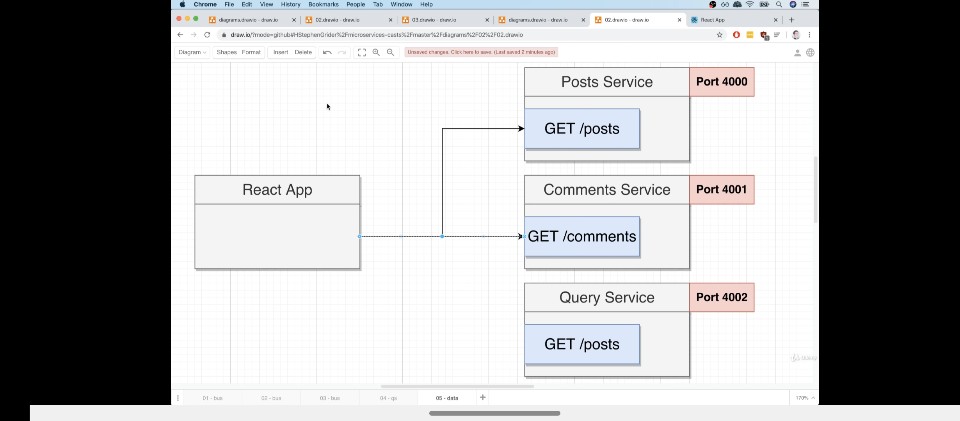 Chrome File Edit View History Bookmarks People Tab Window Help
diagrams.drawio - draw.io
02.drawio - draw.io
03.drawio - draw.io
diagrams.drawio - draw.io
02.drawio - draw.io
React App
draw.io/?mode=github#HStephenGrider%2Fmicroservices-casts%2Fmaster%2Fdiagrams%2F02%2F02.drawio
Diagram Shapes Format Insert Delete
Unsaved changes. Click here to save. (Last saved 2 minutes ago)
Posts Service
Port 4000
GET /posts
React App
Comments Service
Port 4001
GET /comments
Query Service
Port 4002
GET /posts
01 - bus
02 - bus
03 - bus
04 - qs
05 - data
170%